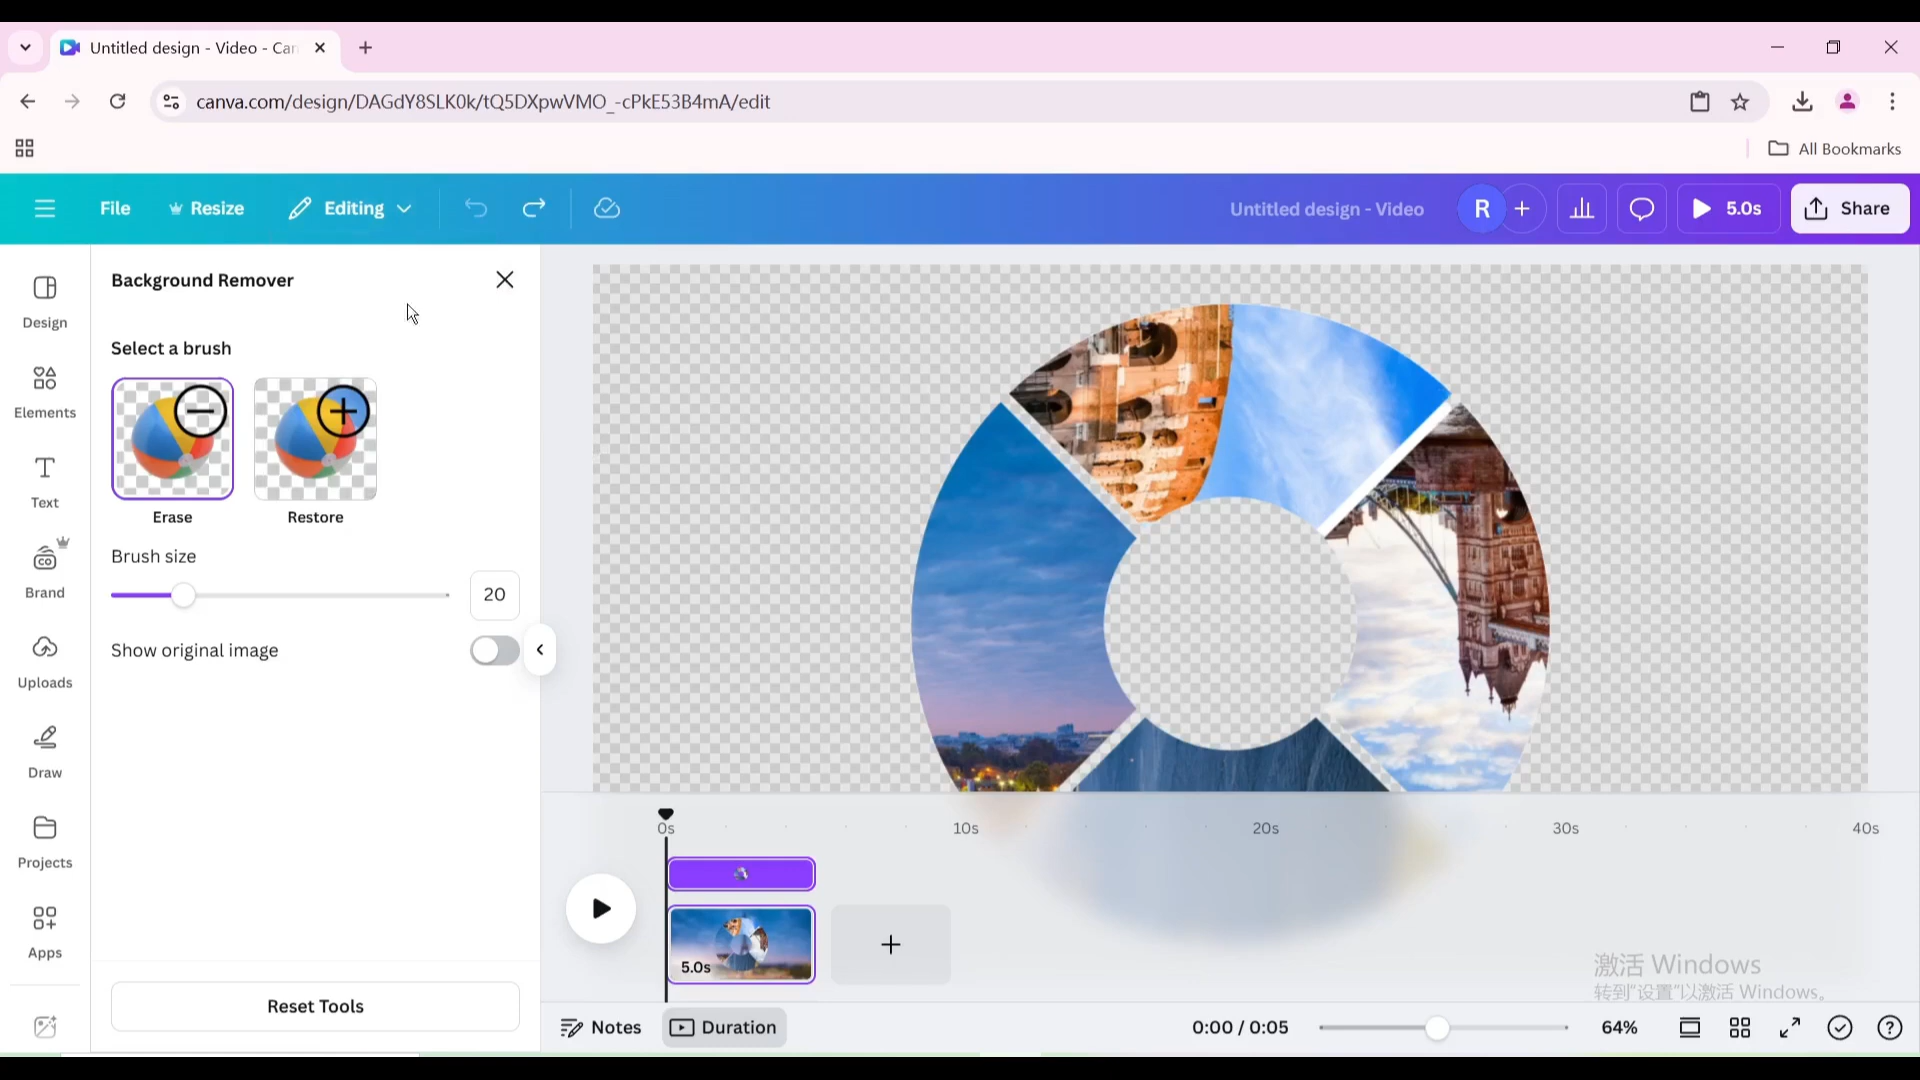 Untitled design - Video - Can
canva.com/design/DAGdY8SLK0k/tQ5DXpwVMO_-cPkE53B4mA/edit
All Bookmarks
File
Resize
Editing
Untitled design - Video
R
5.0s
Share
Design
Elements
Text
Brand
Uploads
Draw
Projects
Apps
Background Remover
Select a brush
Erase
Restore
Brush size
20
Show original image
Reset Tools
0s
10s
20s
30s
40s
5.0s
激活 Windows
转到"设置"以激活 Windows。
Notes
Duration
0:00 / 0:05
64%